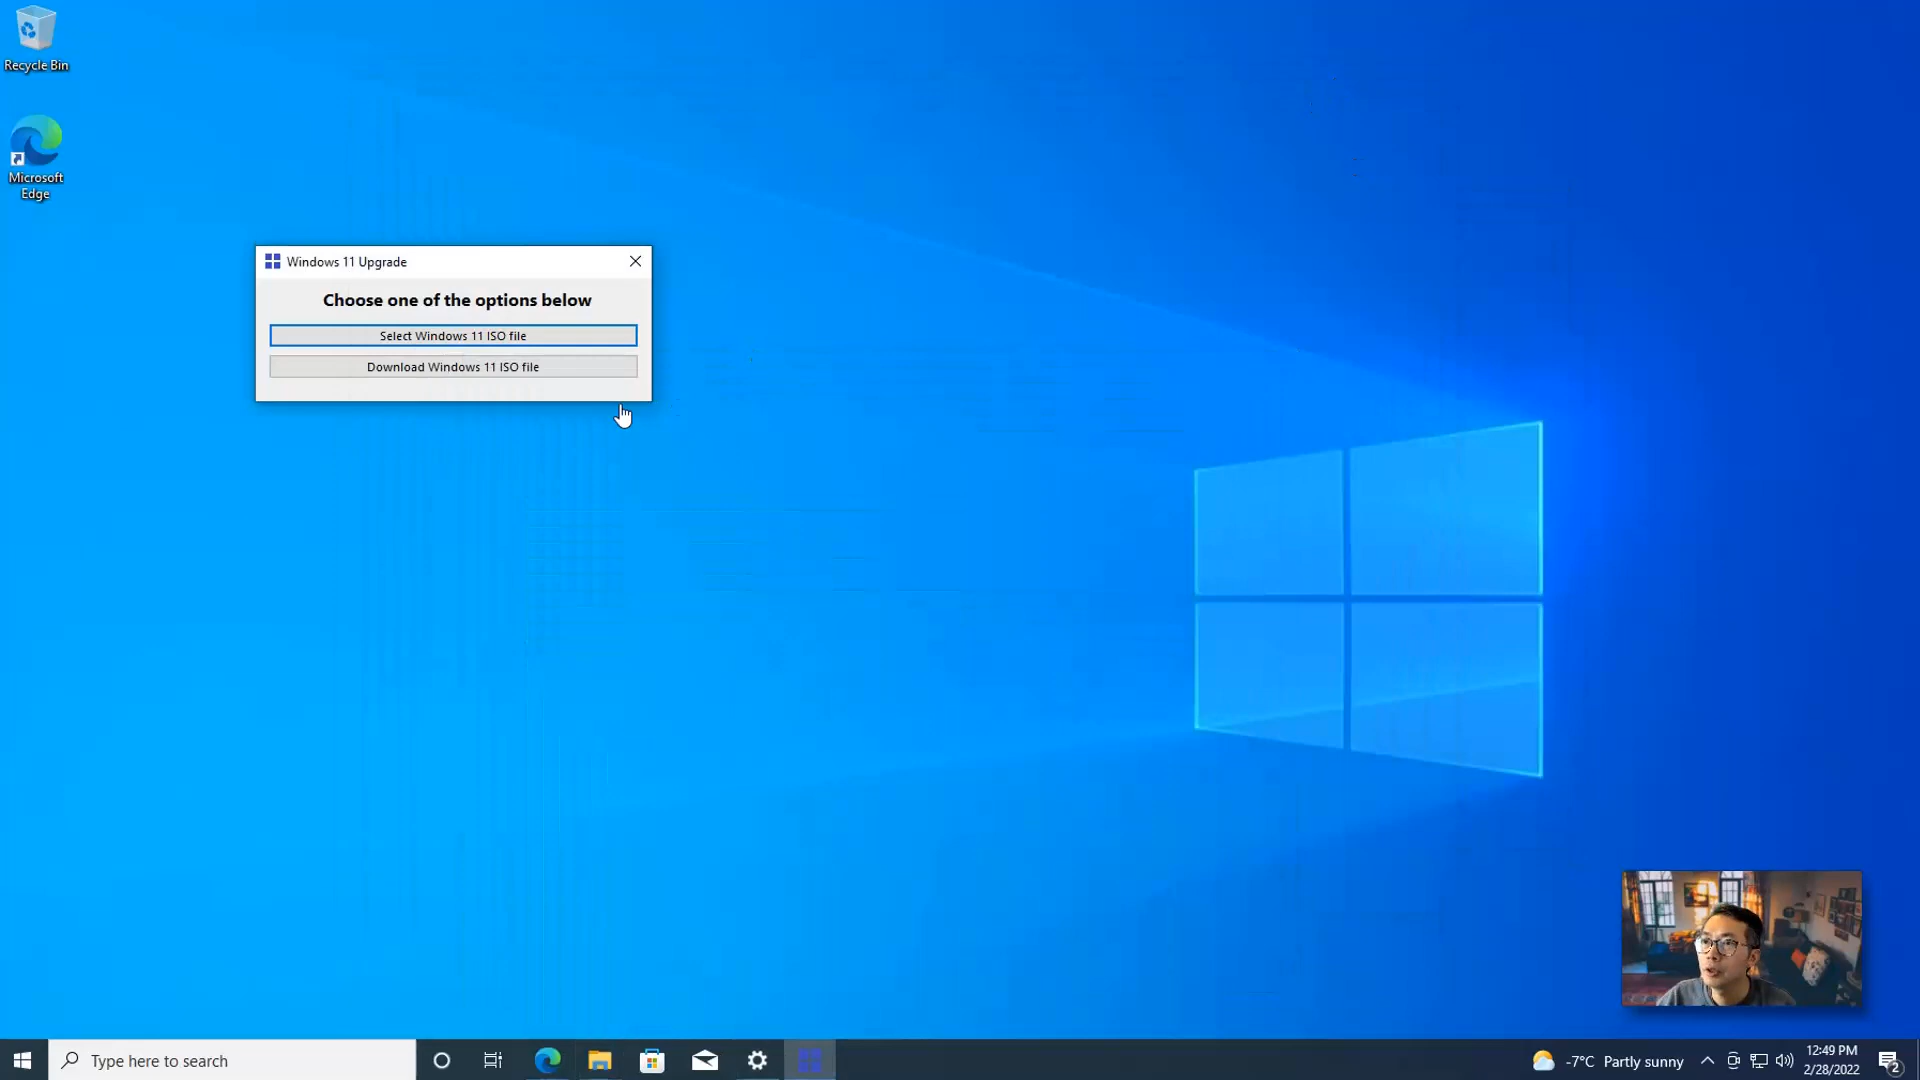 Recycle Bin
Microsoft
Edge
Windows 11 Upgrade
Choose one of the options below
Select Windows 11 ISO file
Download Windows 11 ISO file
Type here to search
-7°C Partly sunny
12:49 PM
2/28/2022
2